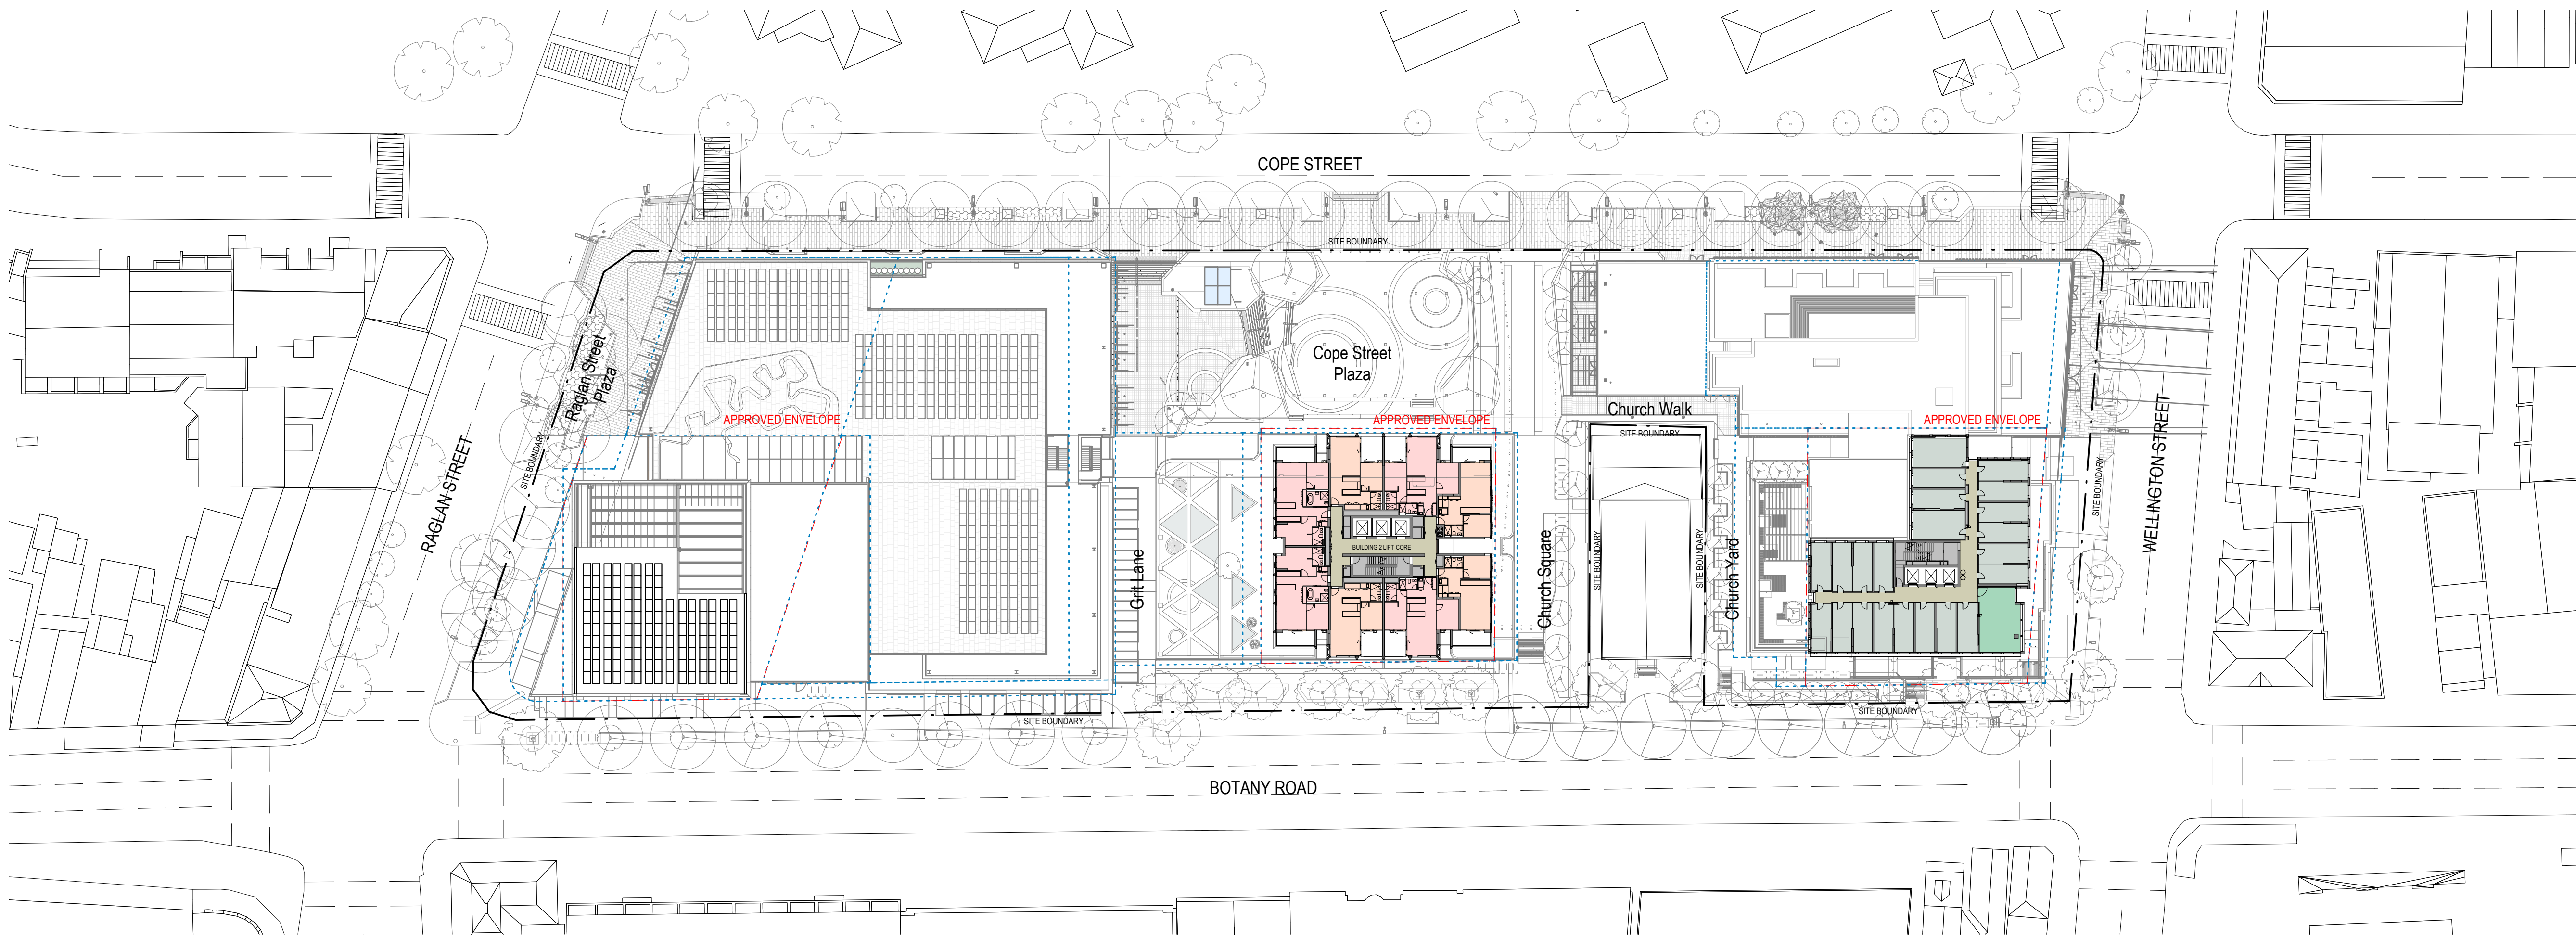 COPE STREET
SITE BOUNDARY
Raglan Street
Plaza
Cope Street
Plaza
Church Walk
APPROVED ENVELOPE
APPROVED ENVELOPE
APPROVED ENVELOPE
SITE BOUNDARY
SITE BOUNDARY
RAGLAN STREET
WELLINGTON STREET
SITE BOUNDARY
BUILDING 2 LIFT CORE
Grit Lane
Church Square
SITE BOUNDARY
SITE BOUNDARY
Church Yard
SITE BOUNDARY
SITE BOUNDARY
BOTANY ROAD